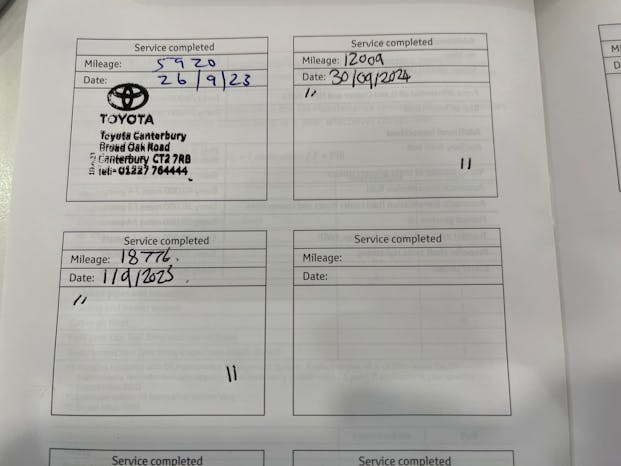 Service completed
Mileage: 5920
Date: 26/9/23
TOYOTA
Toyota Canterbury
Broad Oak Road
Canterbury CT2 7RB
tel: 01227 764444
Service completed
Mileage: 12009
Date: 30/09/2024
"
"
Service completed
Mileage: 18776.
Date: 1/9/2023.
"
"
Service completed
Mileage:
Date:
Service completed
Service completed